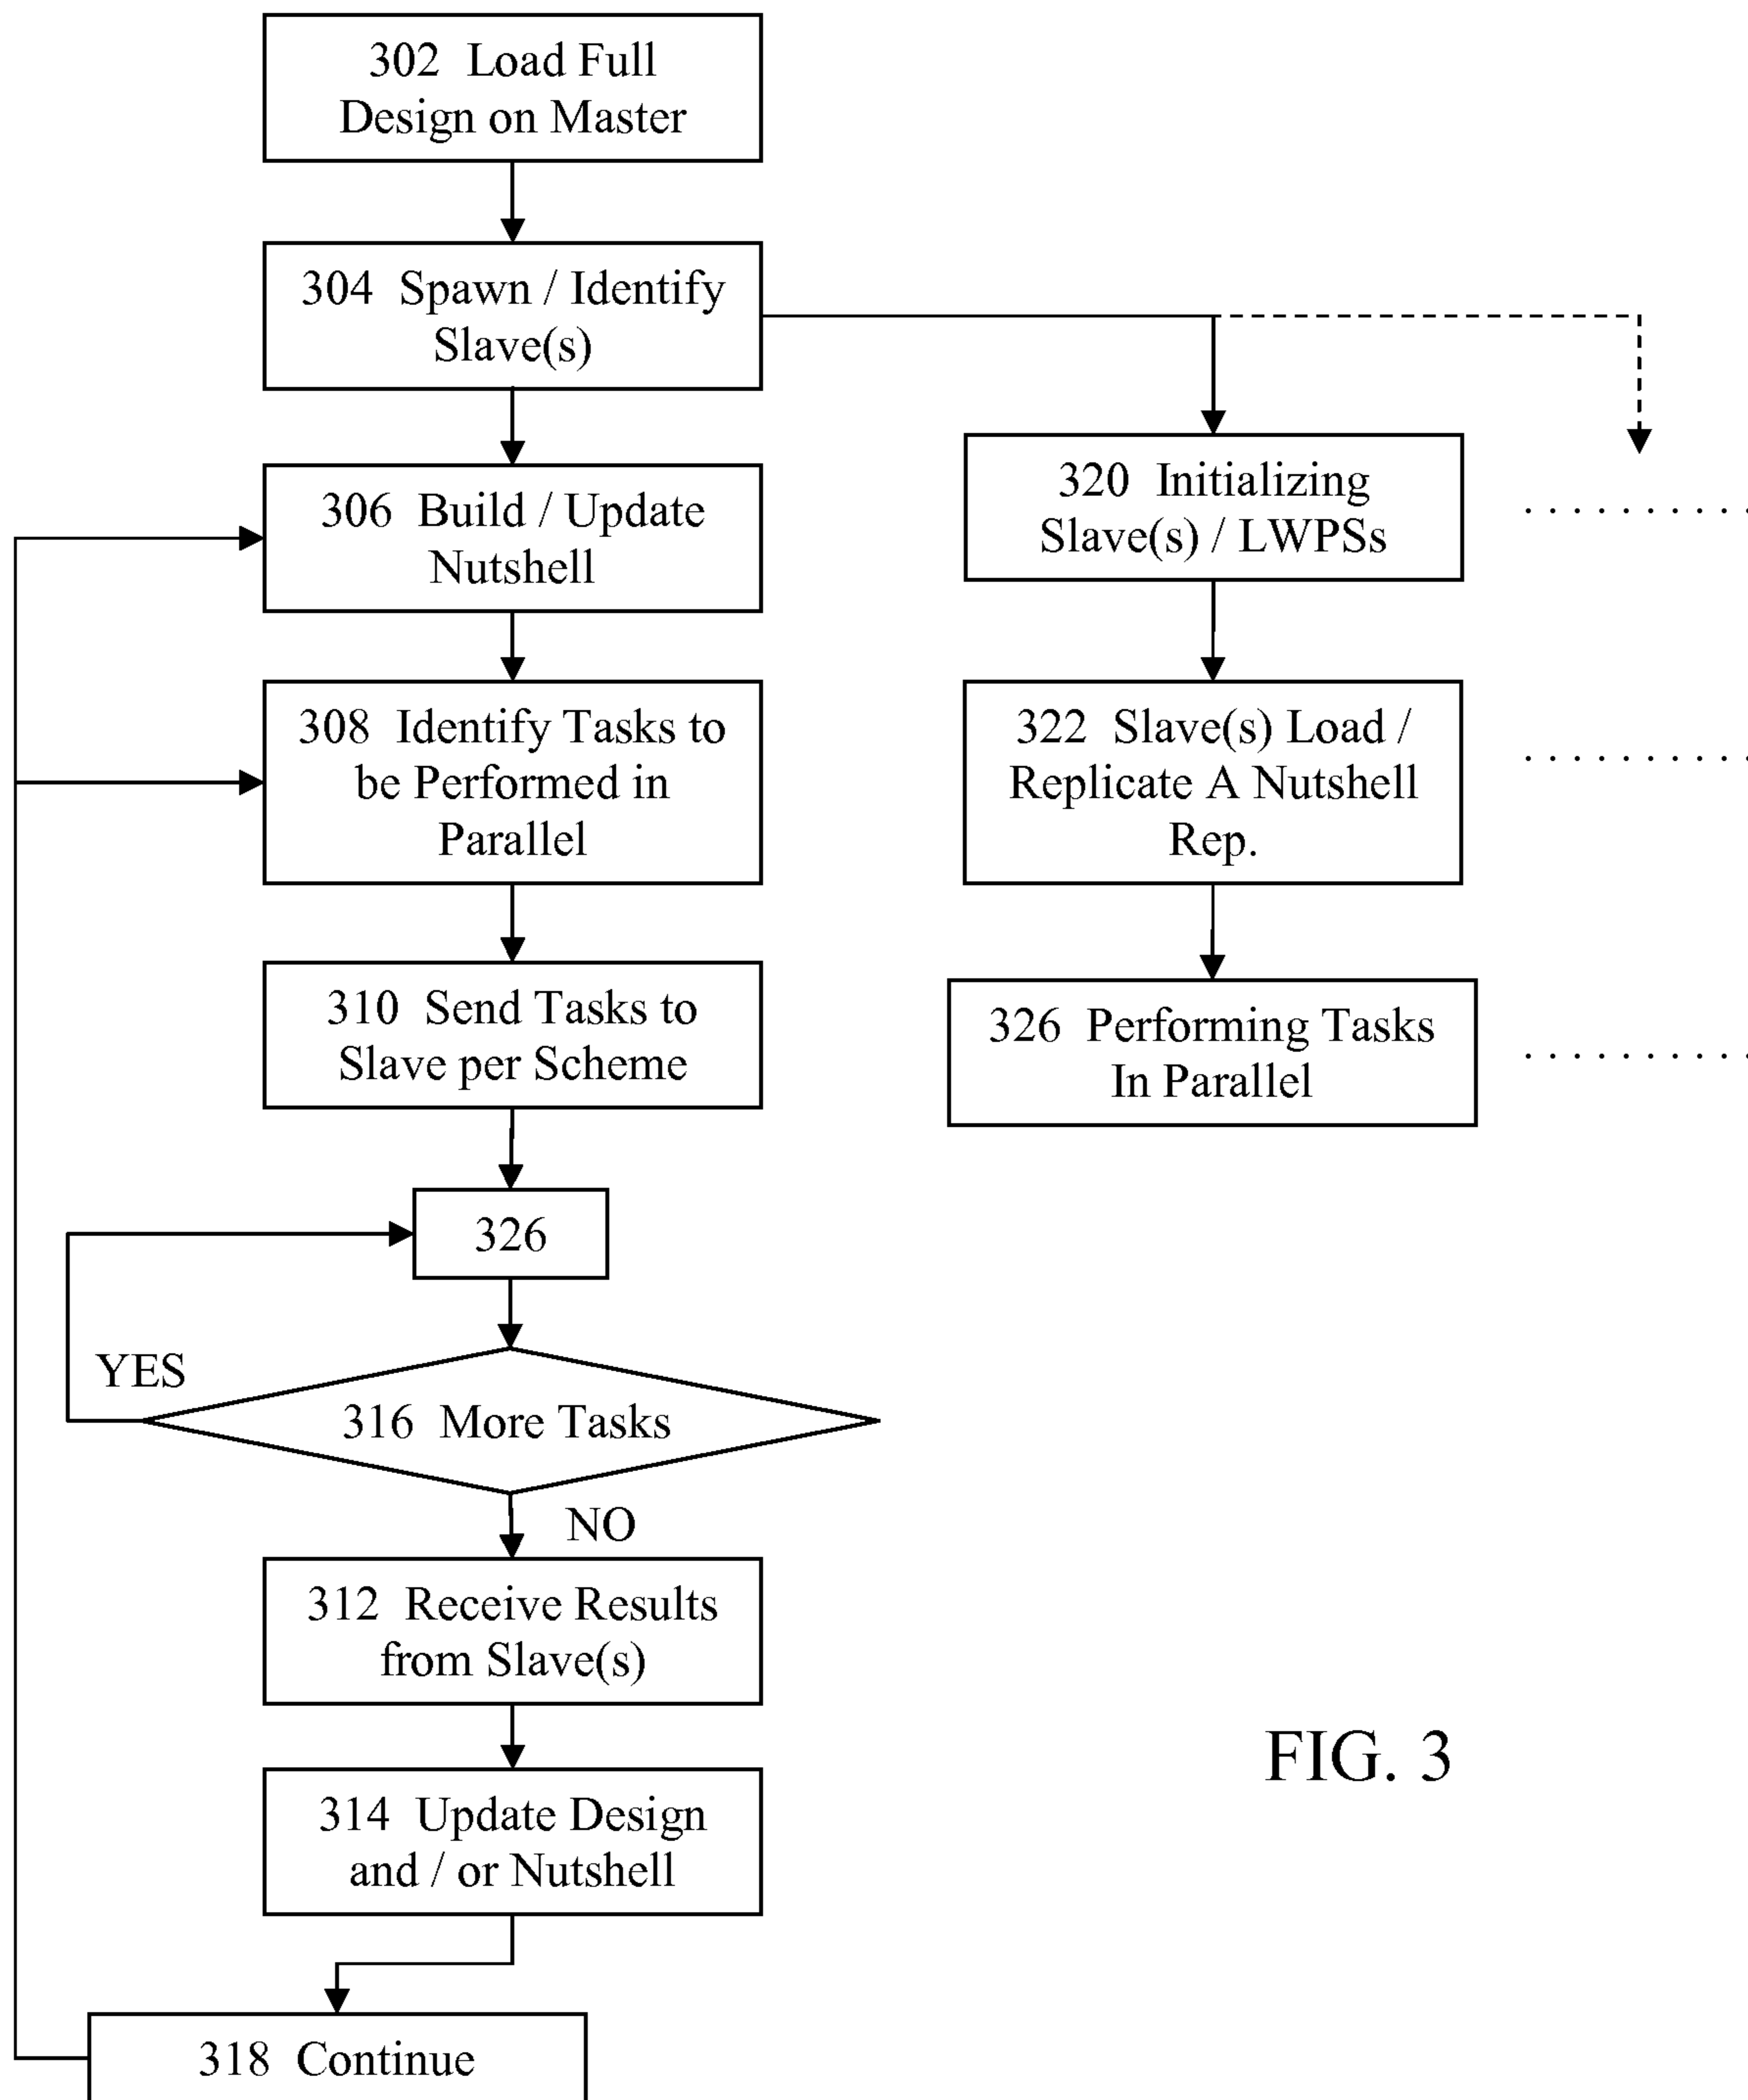 302 Load Full
Design on Master
304 Spawn / Identify
Slave(s)
306 Build / Update
Nutshell
308 Identify Tasks to
be Performed in
Parallel
310 Send Tasks to
Slave per Scheme
326
YES
316 More Tasks
NO
312 Receive Results
from Slave(s)
314 Update Design
and / or Nutshell
318 Continue
320 Initializing
Slave(s) / LWPSs
322 Slave(s) Load /
Replicate A Nutshell
Rep.
326 Performing Tasks
In Parallel
FIG. 3